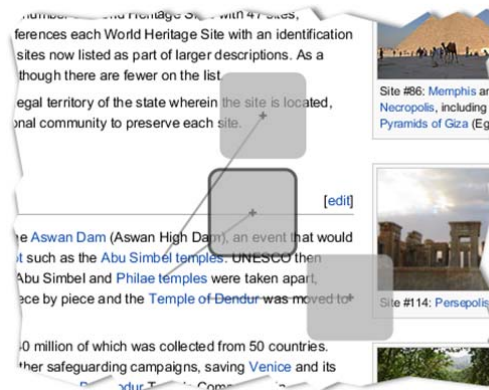 number of World Heritage Sites with 47 sites,
ferences each World Heritage Site with an identification
sites now listed as part of larger descriptions. As a
though there are fewer on the list.
egal territory of the state wherein the site is located,
onal community to preserve each site.
[edit]
e Aswan Dam (Aswan High Dam), an event that would
t such as the Abu Simbel temples. UNESCO then
Abu Simbel and Philae temples were taken apart,
ece by piece and the Temple of Dendur was moved to
0 million of which was collected from 50 countries.
ther safeguarding campaigns, saving Venice and its
Site #86: Memphis an
Necropolis, including
Pyramids of Giza (Eg
Site #114: Persepolis